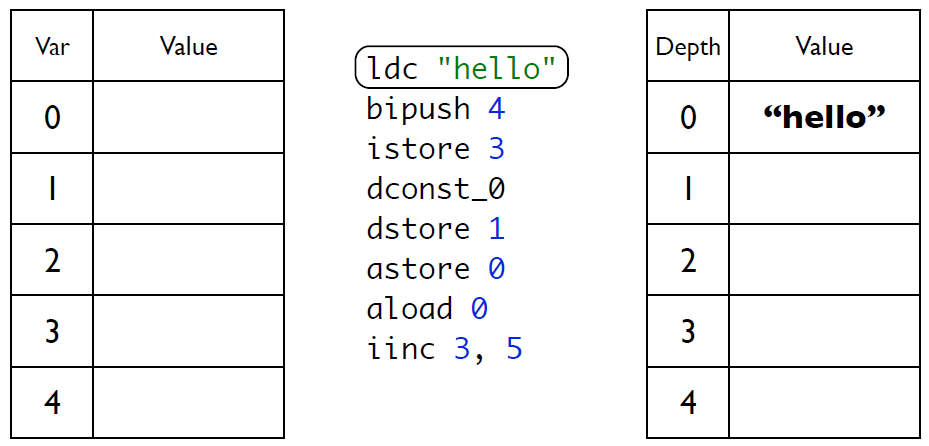 Var Value
0
1
2
3
4
ldc "hello"
bipush 4
istore 3
dconst_0
dstore 1
astore 0
aload 0
iinc 3, 5
Depth Value
0 “hello”
1
2
3
4